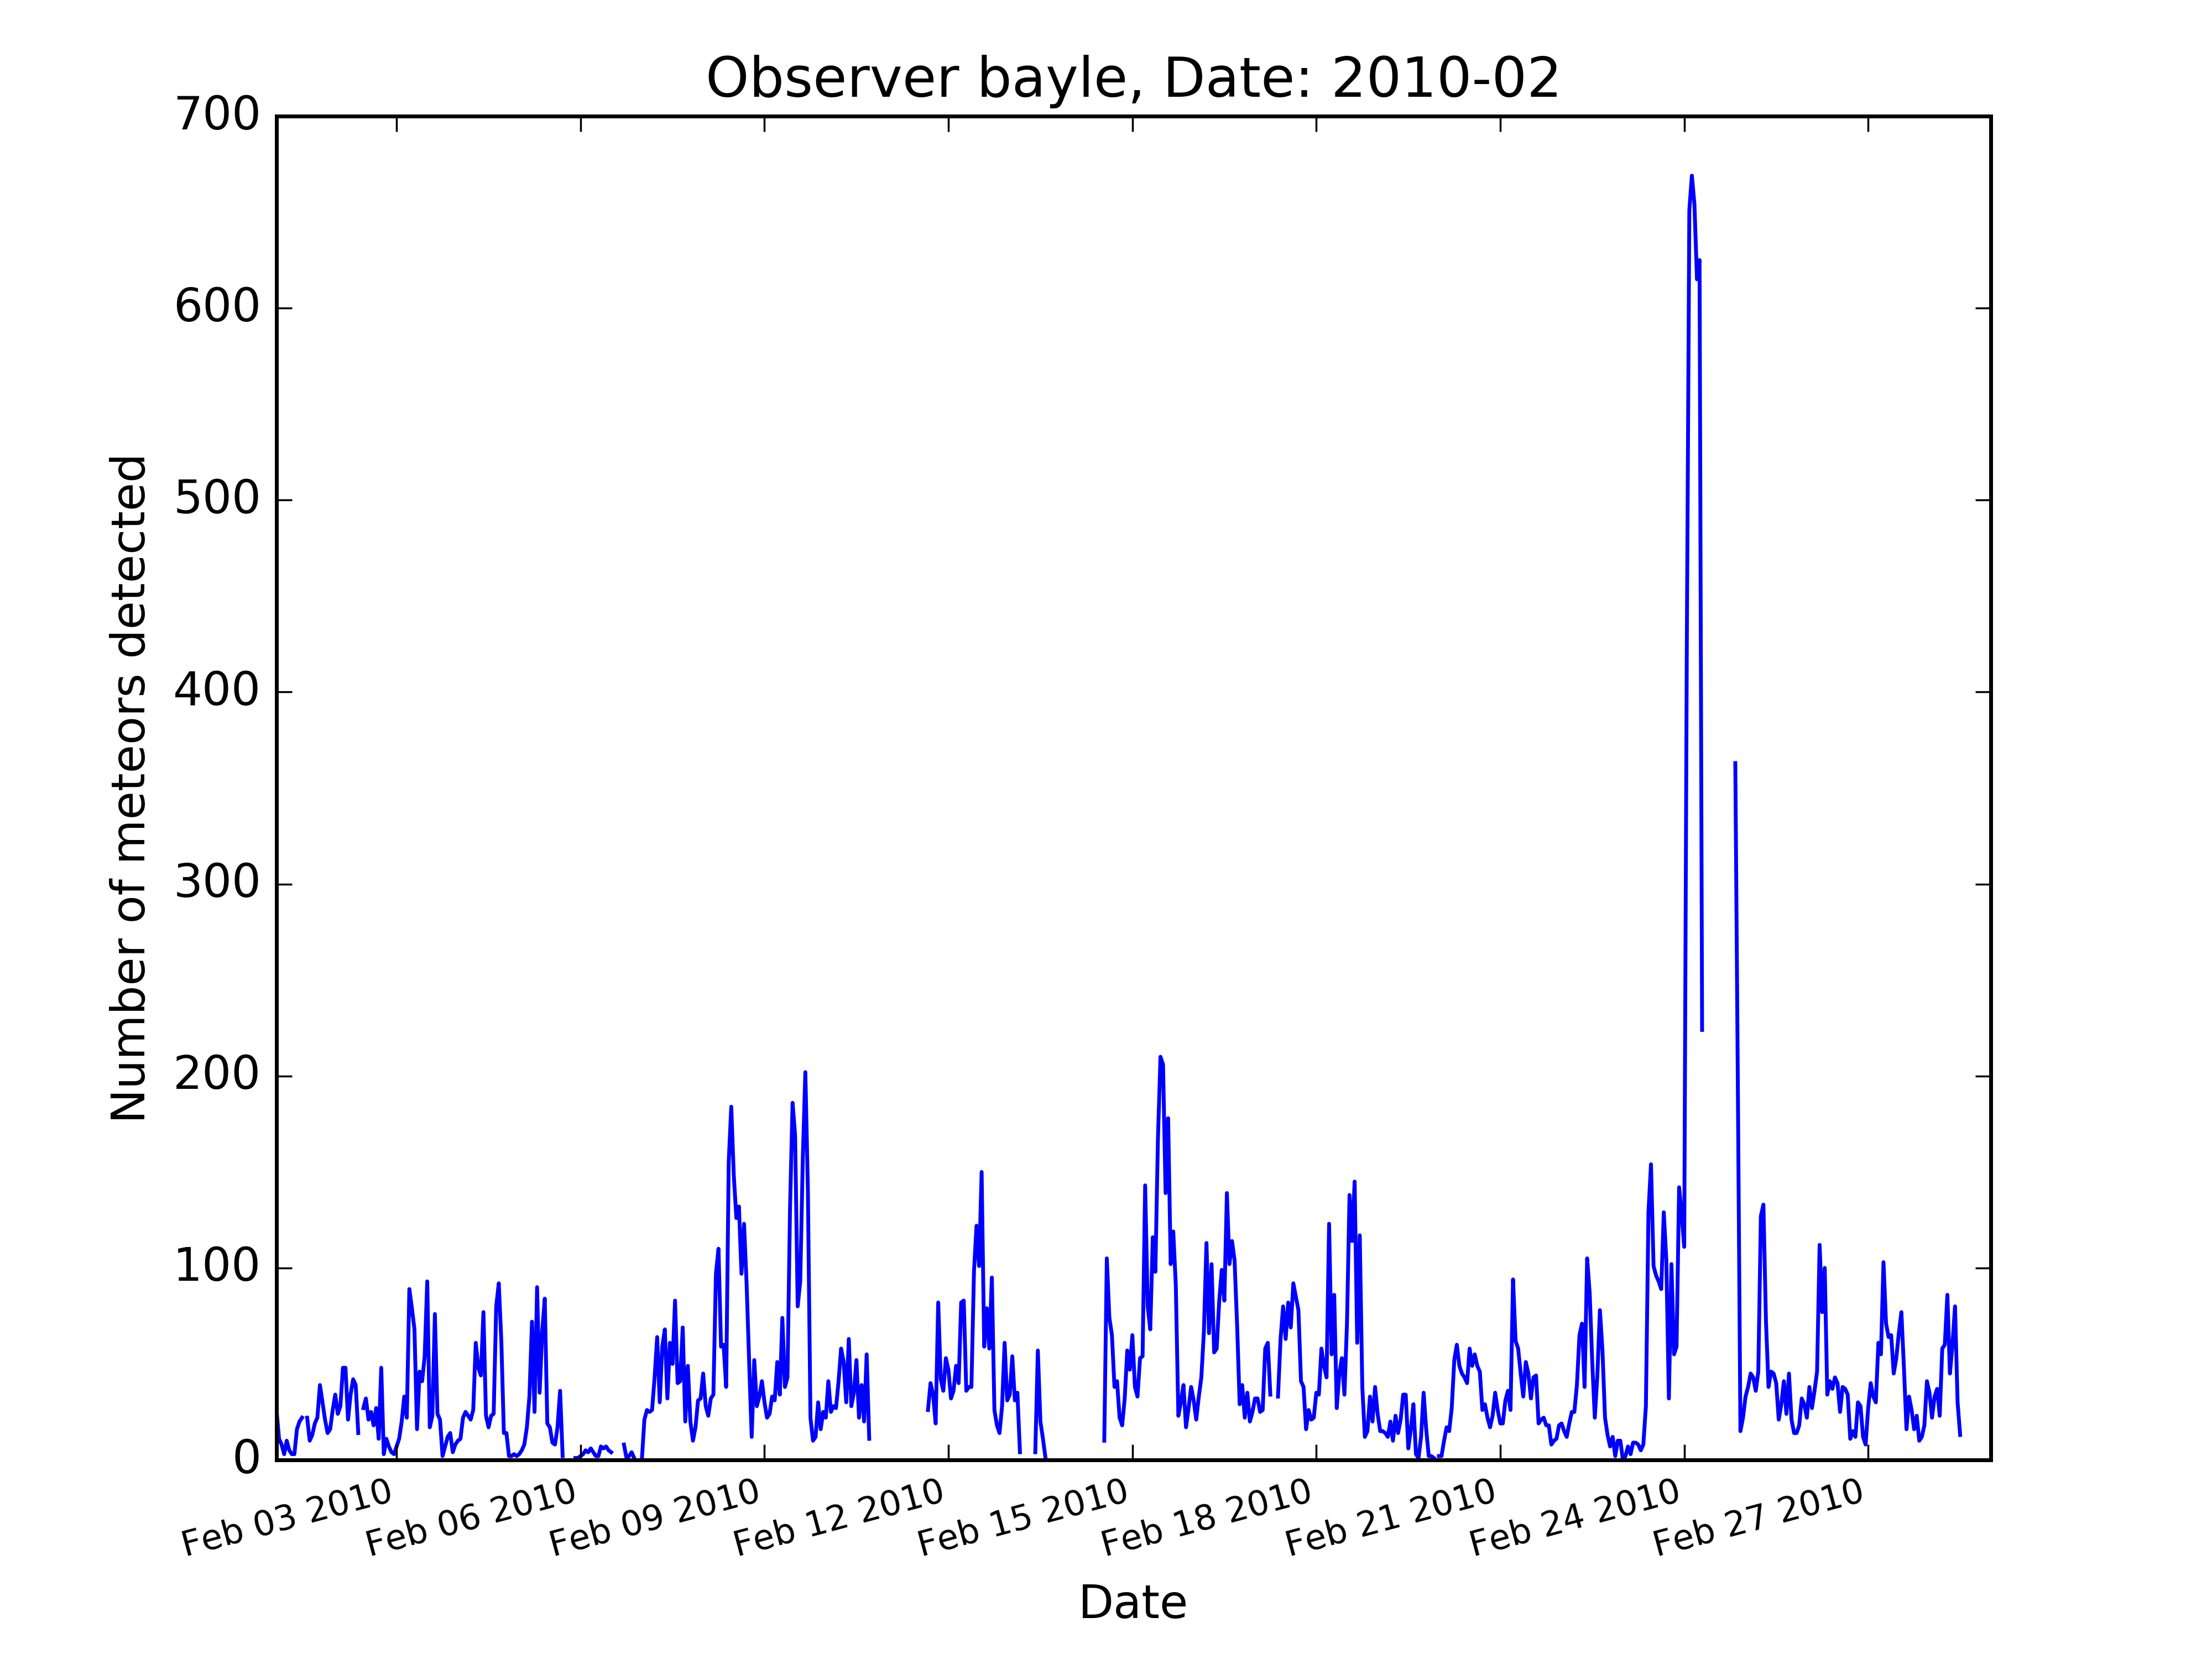 Observer bayle, Date: 2010-02
Number of meteors detected
700
600
500
400
300
200
100
0
Feb 03 2010
Feb 06 2010
Feb 09 2010
Feb 12 2010
Feb 15 2010
Feb 18 2010
Feb 21 2010
Feb 24 2010
Feb 27 2010
Date